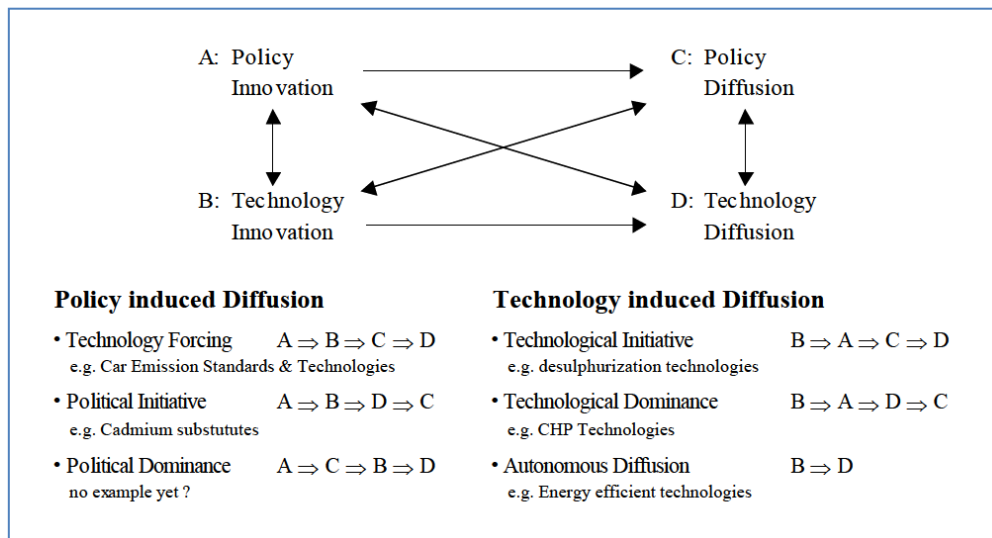 A: Policy Innovation
C: Policy Diffusion
B: Technology Innovation
D: Technology Diffusion
Policy induced Diffusion
• Technology Forcing A ⇒ B ⇒ C ⇒ D
e.g. Car Emission Standards & Technologies
• Political Initiative A ⇒ B ⇒ D ⇒ C
e.g. Cadmium substututes
• Political Dominance A ⇒ C ⇒ B ⇒ D
no example yet ?
Technology induced Diffusion
• Technological Initiative B ⇒ A ⇒ C ⇒ D
e.g. desulphurization technologies
• Technological Dominance B ⇒ A ⇒ D ⇒ C
e.g. CHP Technologies
• Autonomous Diffusion B ⇒ D
e.g. Energy efficient technologies